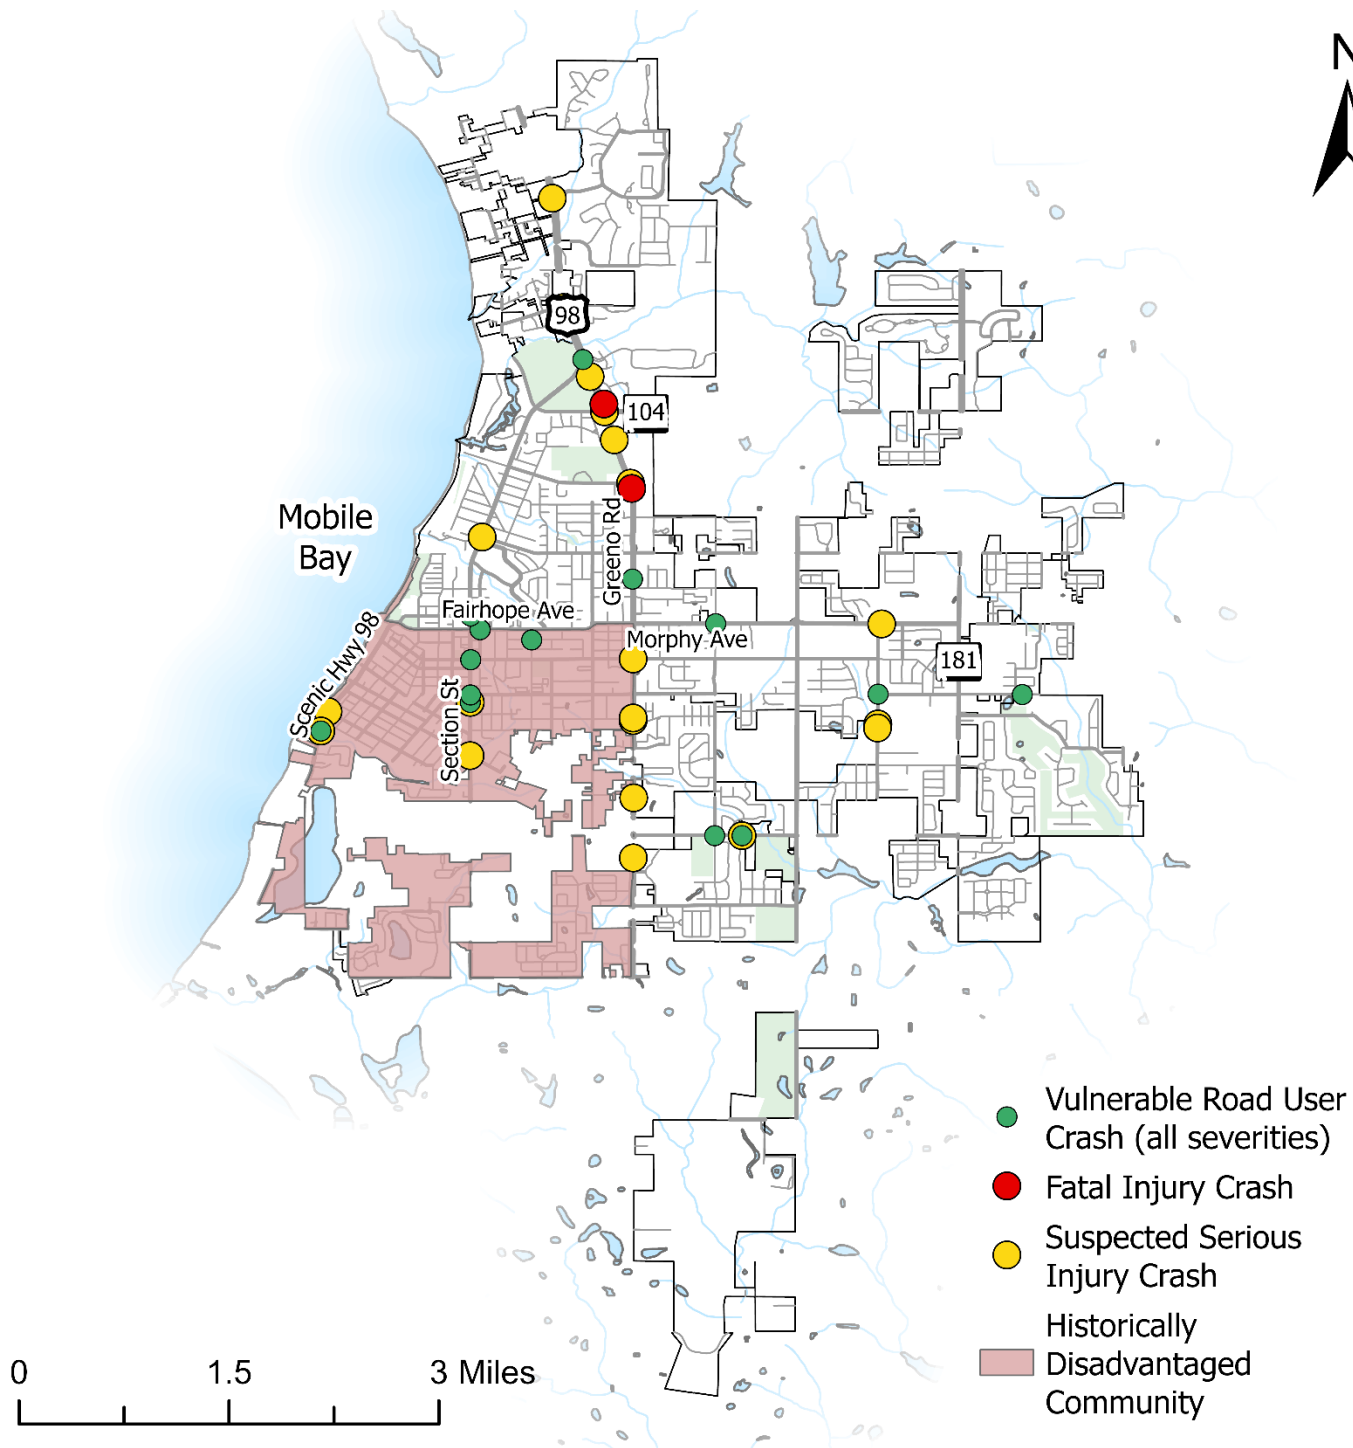 N
98
104
Mobile
Bay
Greeno Rd
Fairhope Ave
Morphy Ave
181
Scenic Hwy 98
Section St
Vulnerable Road User
Crash (all severities)
Fatal Injury Crash
Suspected Serious
Injury Crash
Historically
Disadvantaged
Community
0 1.5 3 Miles